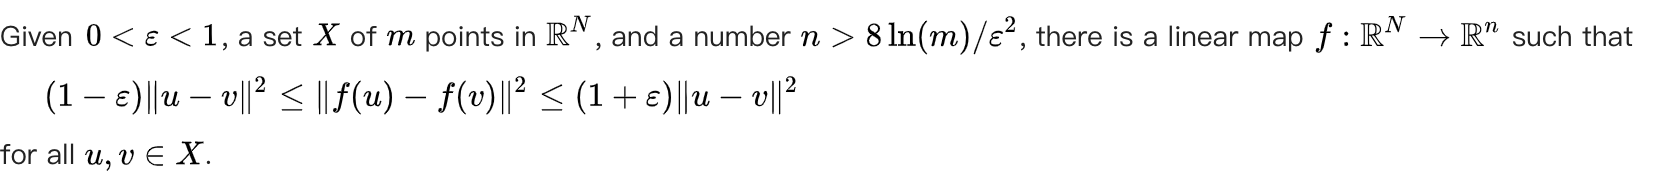 Given 0 < ε < 1, a set X of m points in ℝ^N, and a number n > 8 ln(m)/ε², there is a linear map f : ℝ^N → ℝ^n such that
(1 − ε)‖u − v‖² ≤ ‖f(u) − f(v)‖² ≤ (1 + ε)‖u − v‖²
for all u, v ∈ X.